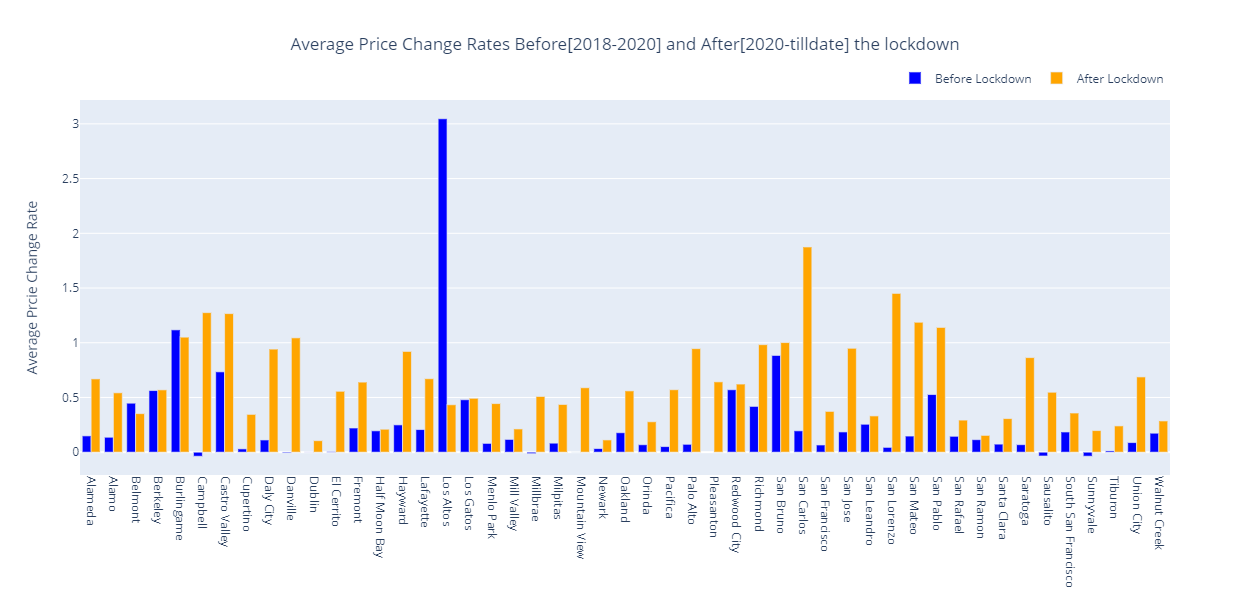 Average Price Change Rates Before[2018-2020] and After[2020-tilldate] the lockdown
Before Lockdown
After Lockdown
Average Prcie Change Rate
3
2.5
2
1.5
1
0.5
0
Alameda
Alamo
Belmont
Berkeley
Burlingame
Campbell
Castro Valley
Cupertino
Daly City
Danville
Dublin
El Cerrito
Fremont
Half Moon Bay
Hayward
Lafayette
Los Altos
Los Gatos
Menlo Park
Mill Valley
Millbrae
Milpitas
Mountain View
Newark
Oakland
Orinda
Pacifica
Palo Alto
Pleasanton
Redwood City
Richmond
San Bruno
San Carlos
San Francisco
San Jose
San Leandro
San Lorenzo
San Mateo
San Pablo
San Rafael
San Ramon
Santa Clara
Saratoga
Sausalito
South San Francisco
Sunnyvale
Tiburon
Union City
Walnut Creek